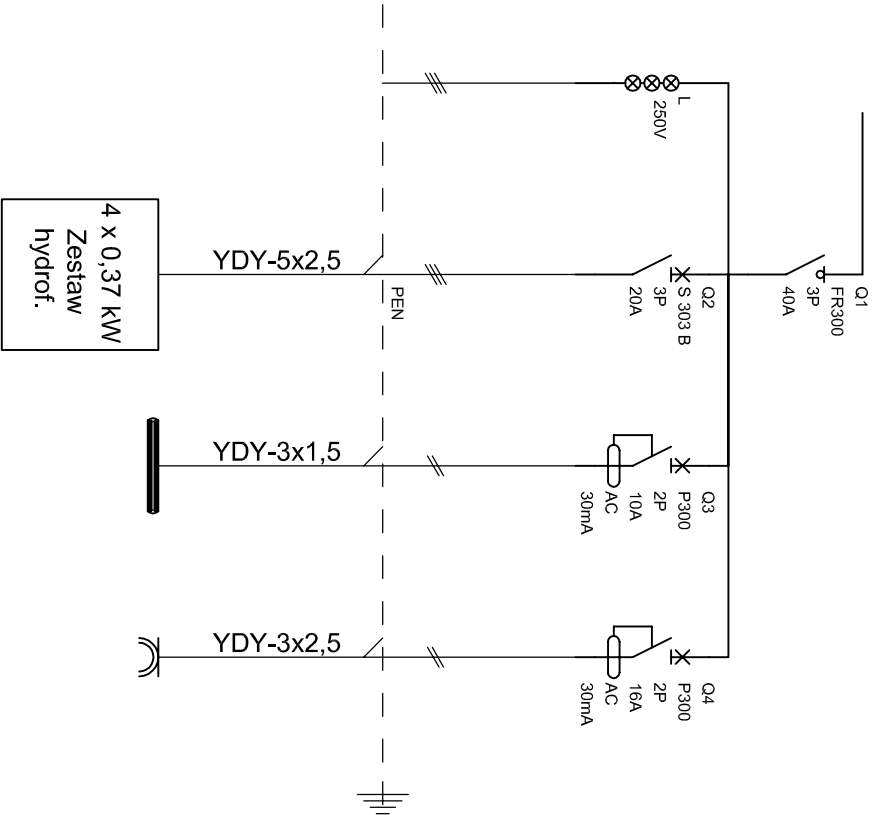 Q1
FR300
3P
40A
L
250V
Q2
S 303 B
3P
20A
Q3
P300
2P
10A
AC
30mA
Q4
P300
2P
16A
AC
30mA
PEN
YDY-5x2,5
YDY-3x1,5
YDY-3x2,5
4 x 0,37 kW
Zestaw
hydrof.